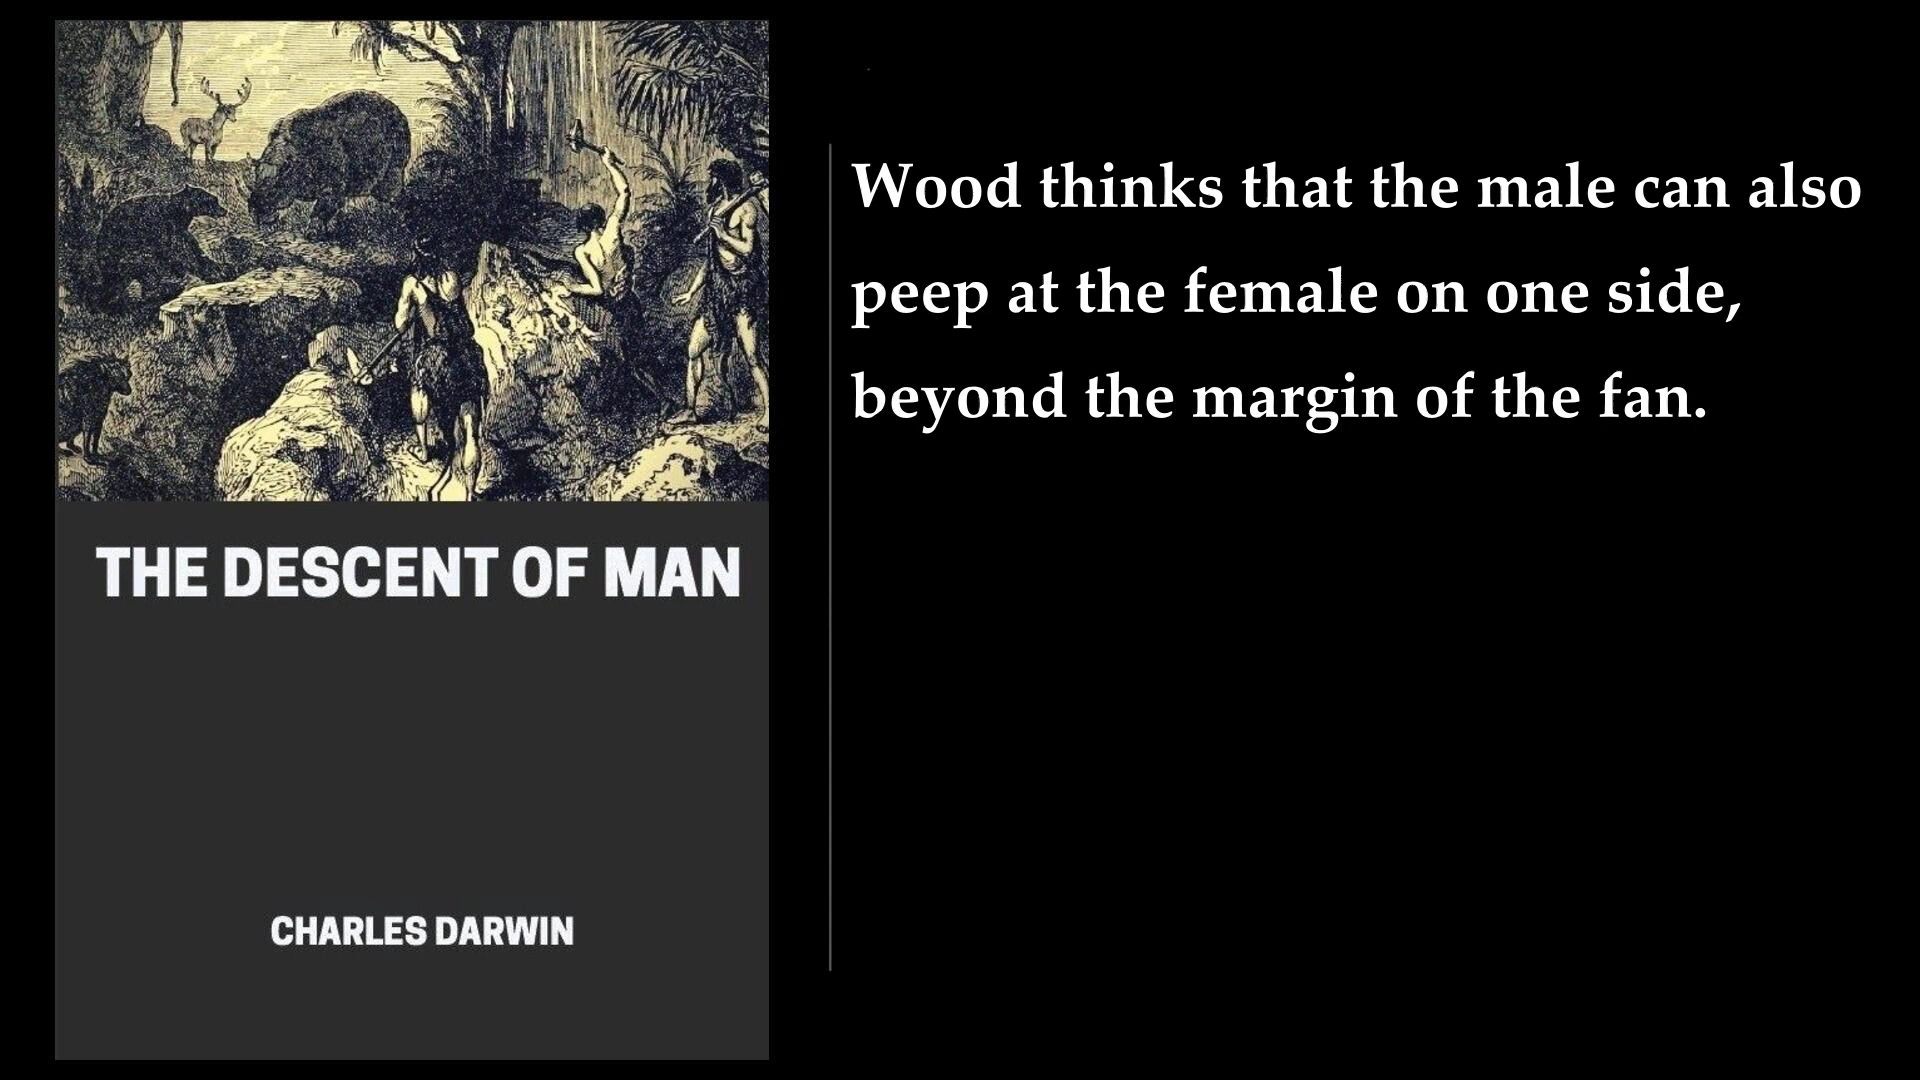 THE DESCENT OF MAN
CHARLES DARWIN
Wood thinks that the male can also
peep at the female on one side,
beyond the margin of the fan.